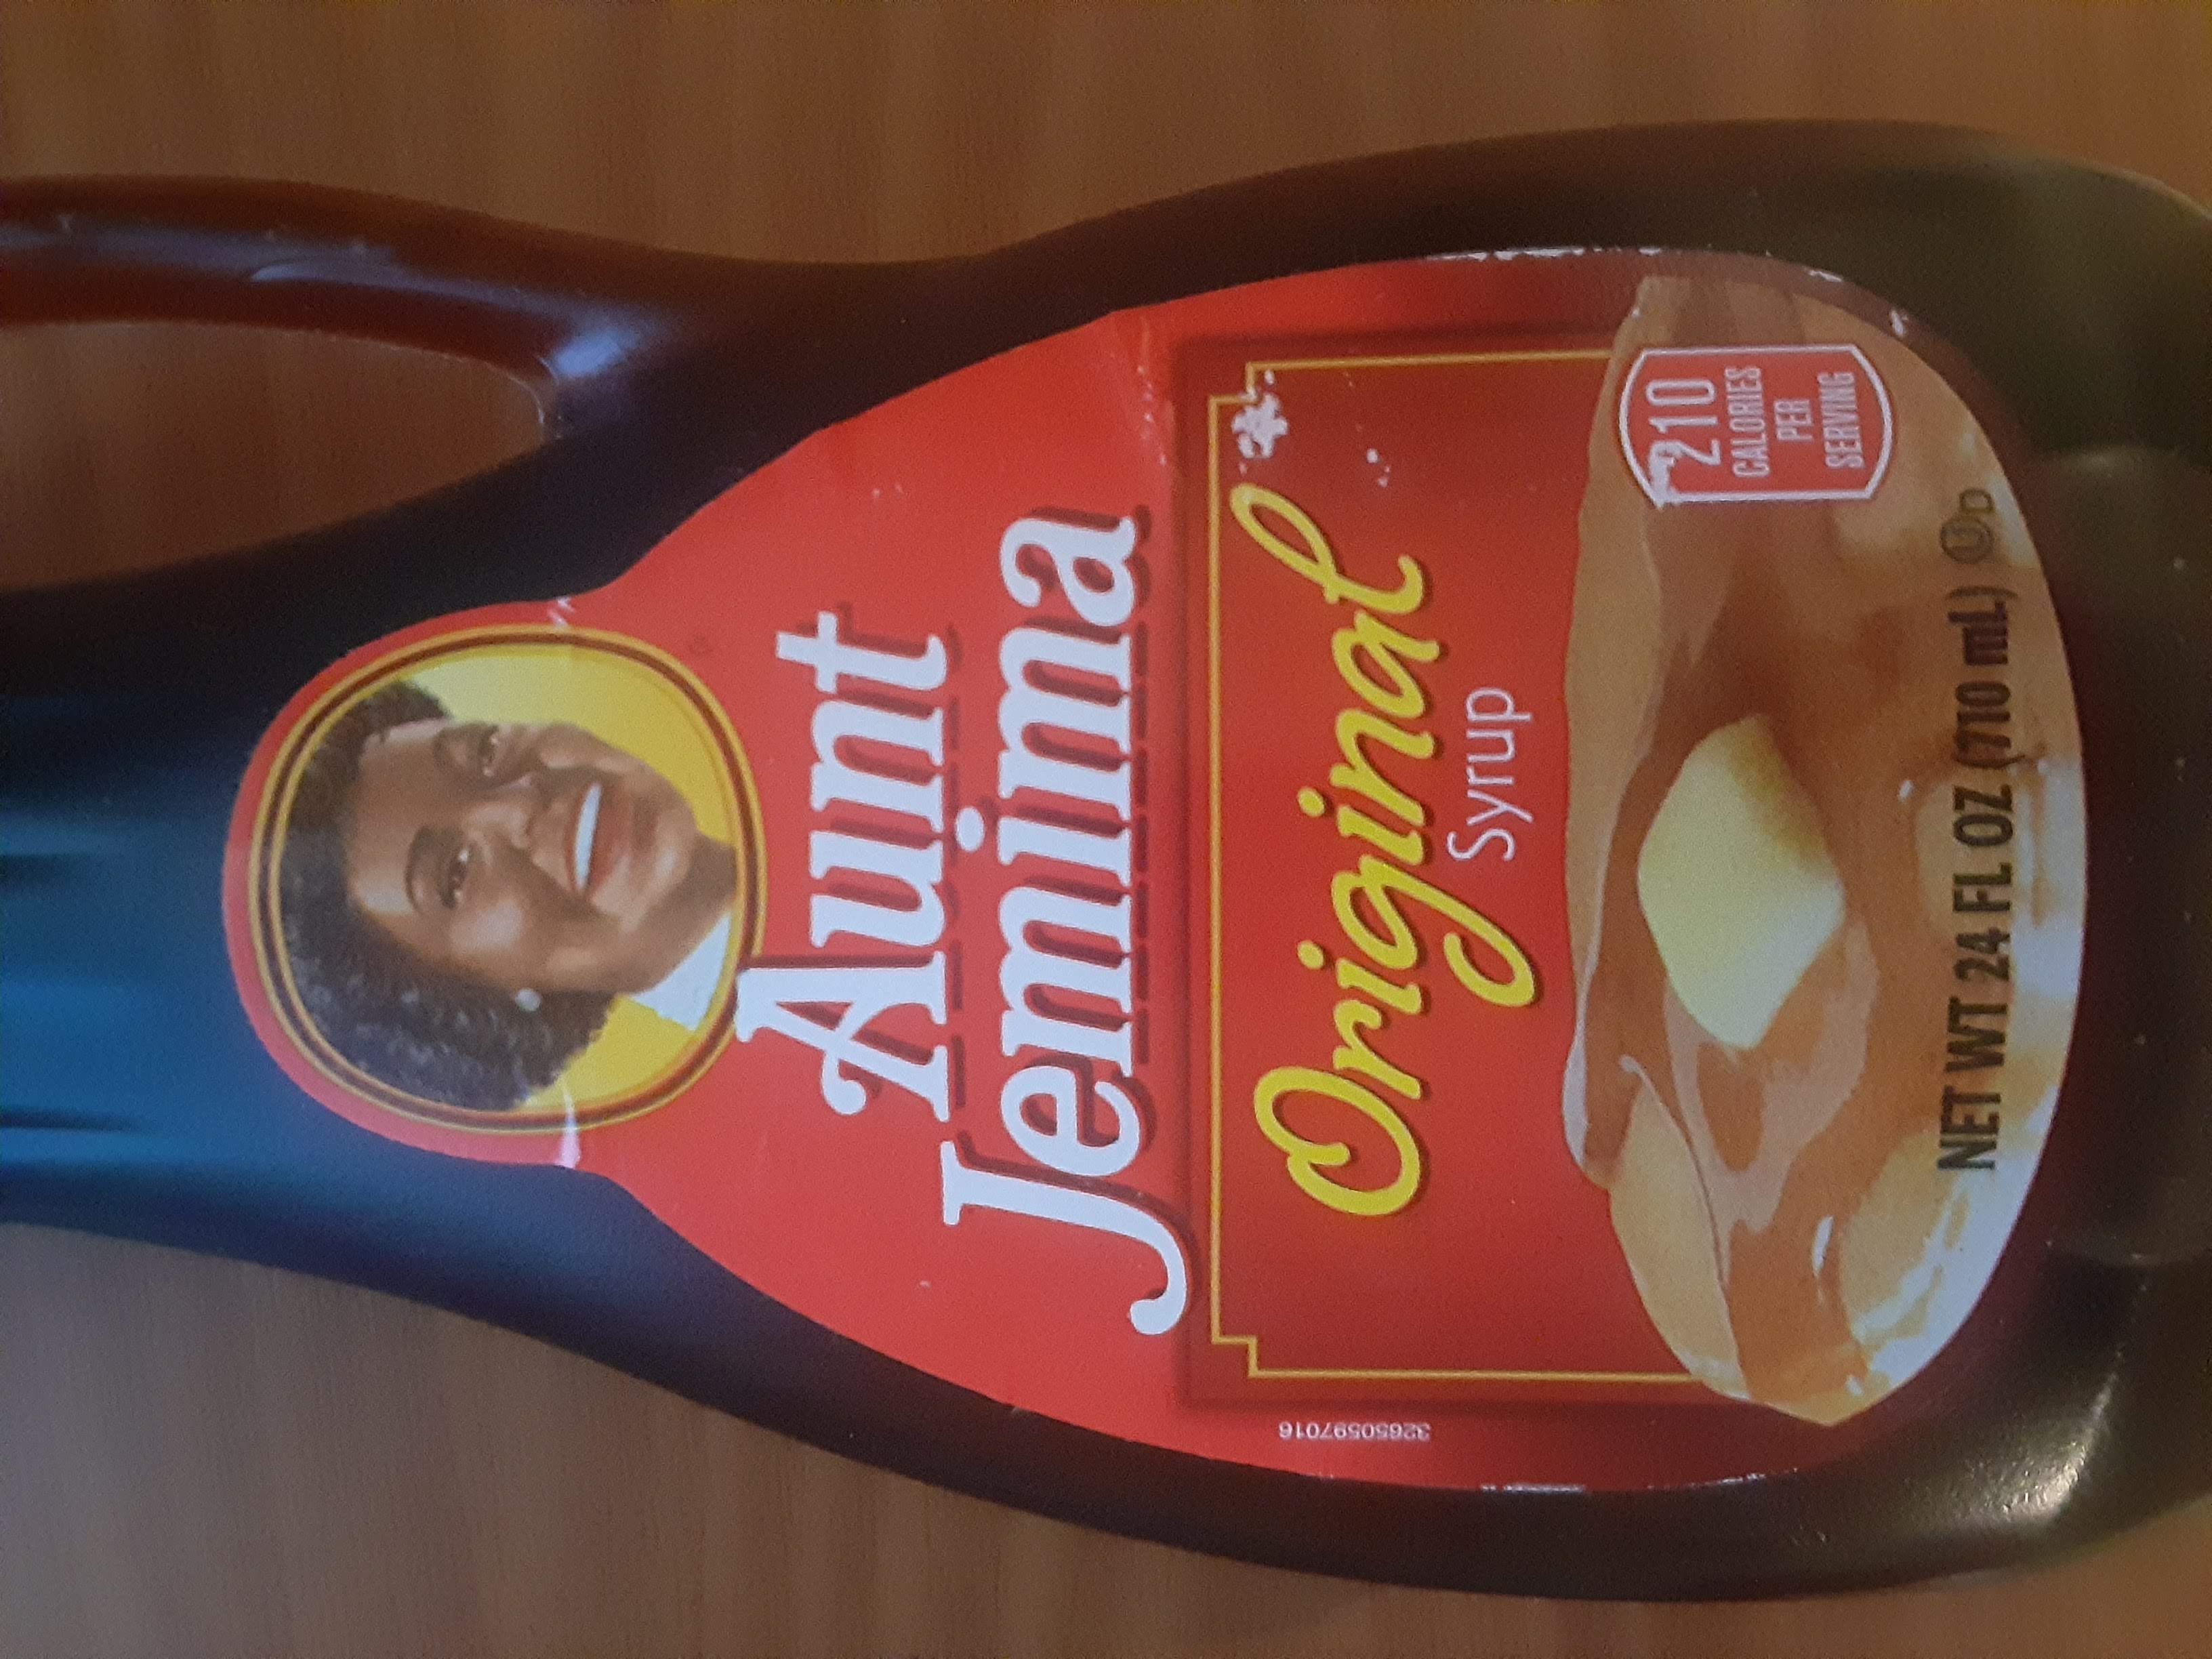 Aunt
Jemima
32650597016
Original
Syrup
210
CALORIES
PER
SERVING
NET WT 24 FL OZ (710 mL) Ⓤ D